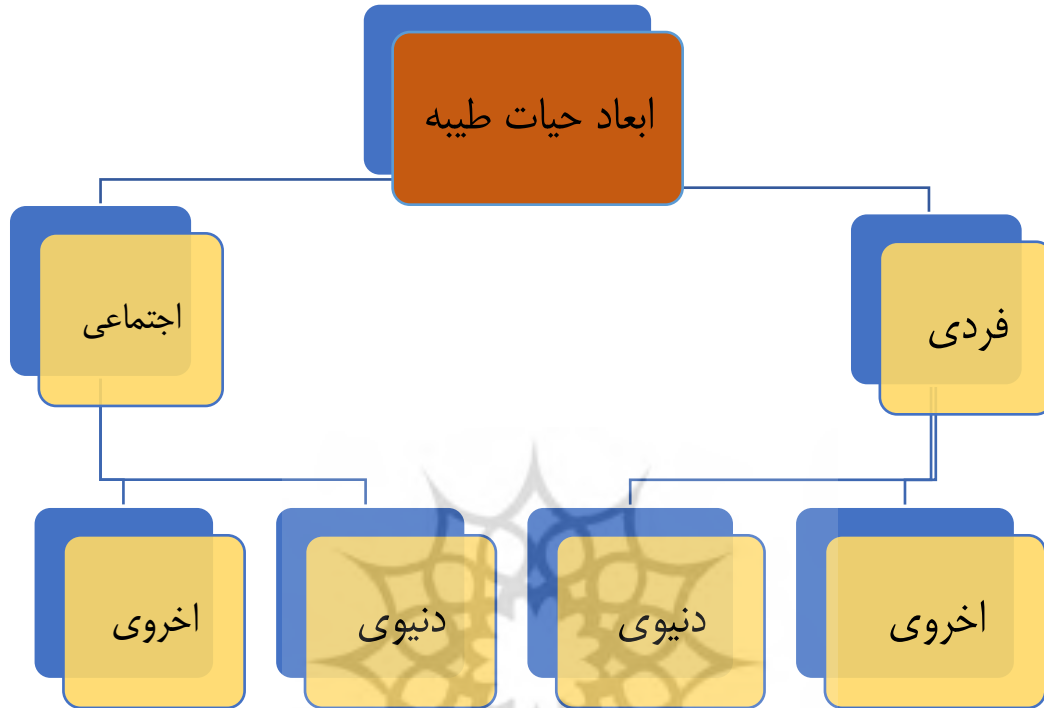 ابعاد حیات طیبه
فردی
اجتماعی
اخروی
دنیوی
دنیوی
اخروی